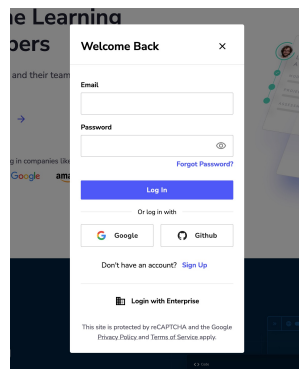 ne Learning
Welcome Back
pers
Email
and their team
Password
Forgot Password?
Log In
g in companies like
Or log in with
Google
Google
Github
Don't have an account? Sign Up
Login with Enterprise
This site is protected by reCAPTCHA and the Google
Privacy Policy and Terms of Service apply.